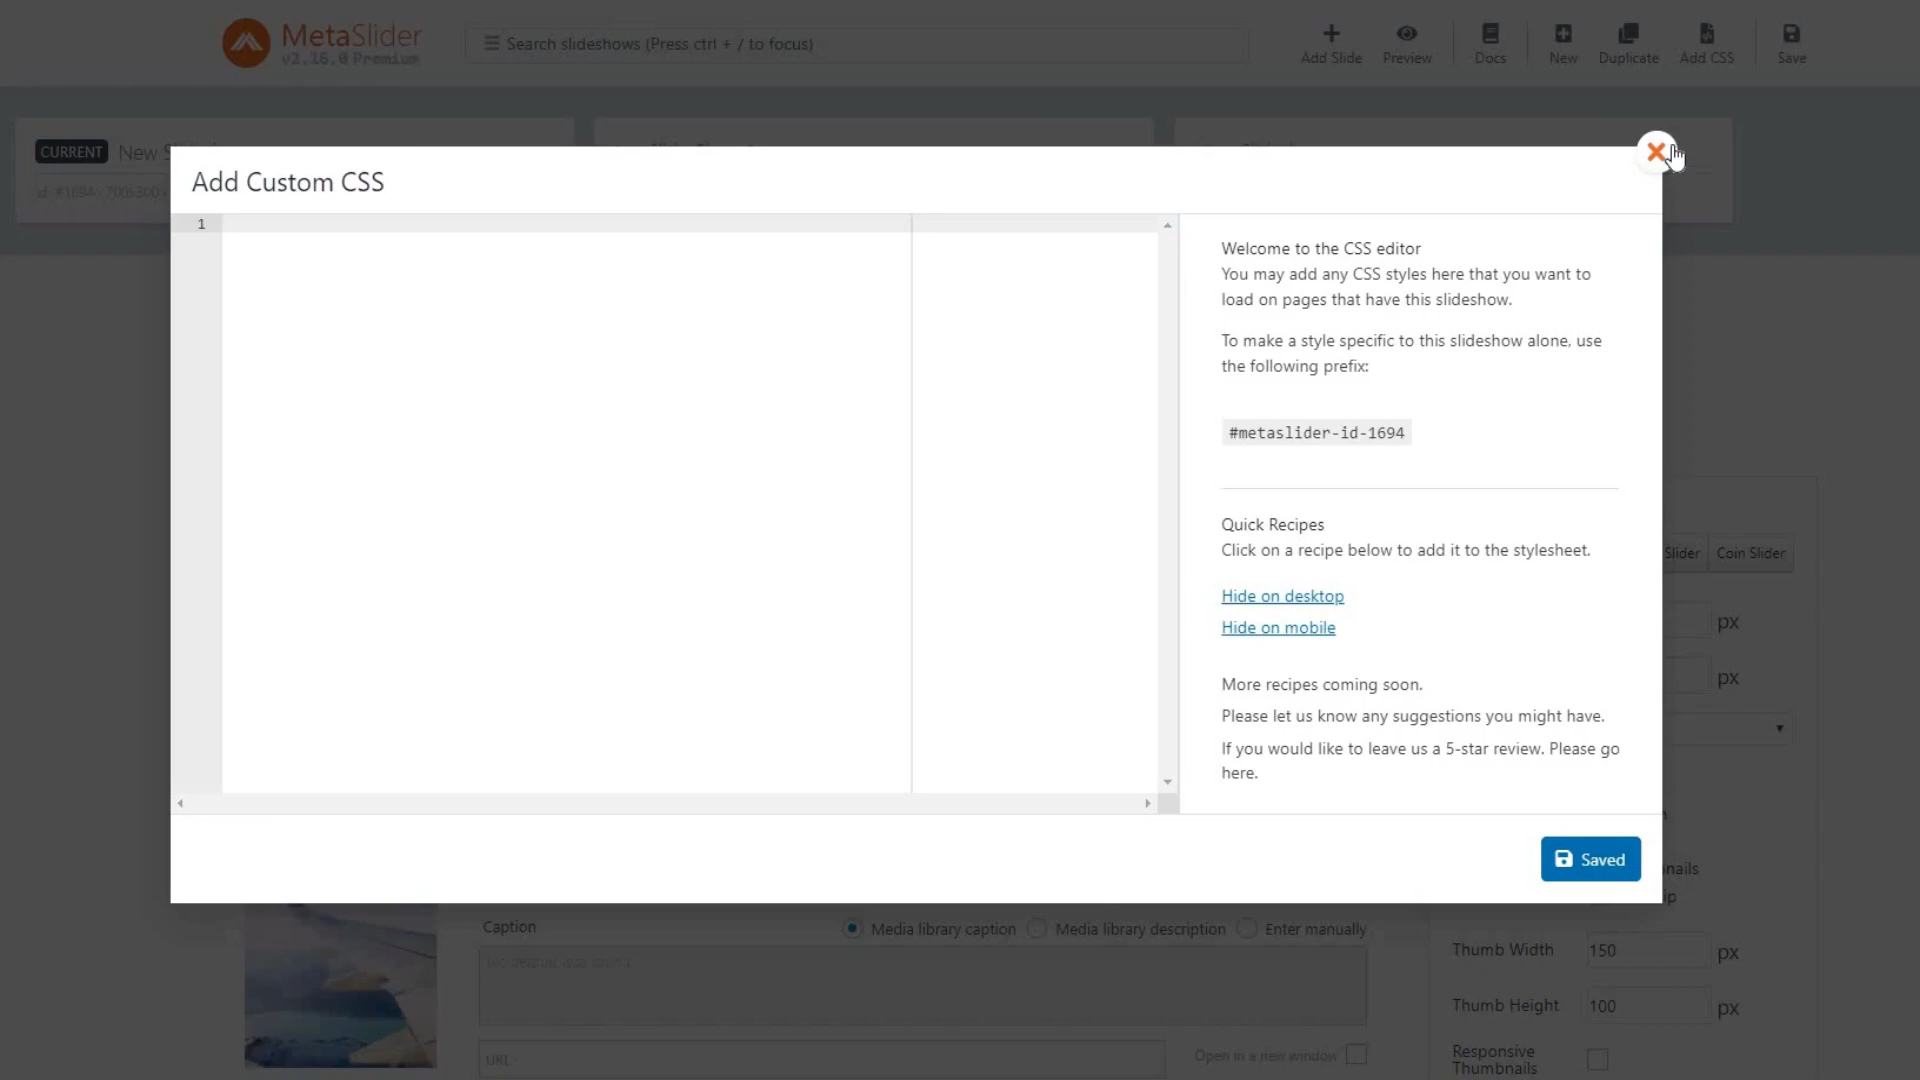 MetaSlider
v2.16.0 Premium
Search slideshows (Press ctrl + / to focus)
Add Slide
Preview
Docs
New
Duplicate
Add CSS
Save
CURRENT New
Add Custom CSS
1
Welcome to the CSS editor
You may add any CSS styles here that you want to
load on pages that have this slideshow.
To make a style specific to this slideshow alone, use
the following prefix:
#metaslider-id-1694
Quick Recipes
Click on a recipe below to add it to the stylesheet.
Hide on desktop
Hide on mobile
More recipes coming soon.
Please let us know any suggestions you might have.
If you would like to leave us a 5-star review. Please go
here.
Saved
Slider
Coin Slider
px
px
nails
ip
Caption
Media library caption
Media library description
Enter manually
URL
Open in a new window
Thumb Width
150
px
Thumb Height
100
px
Responsive
Thumbnails